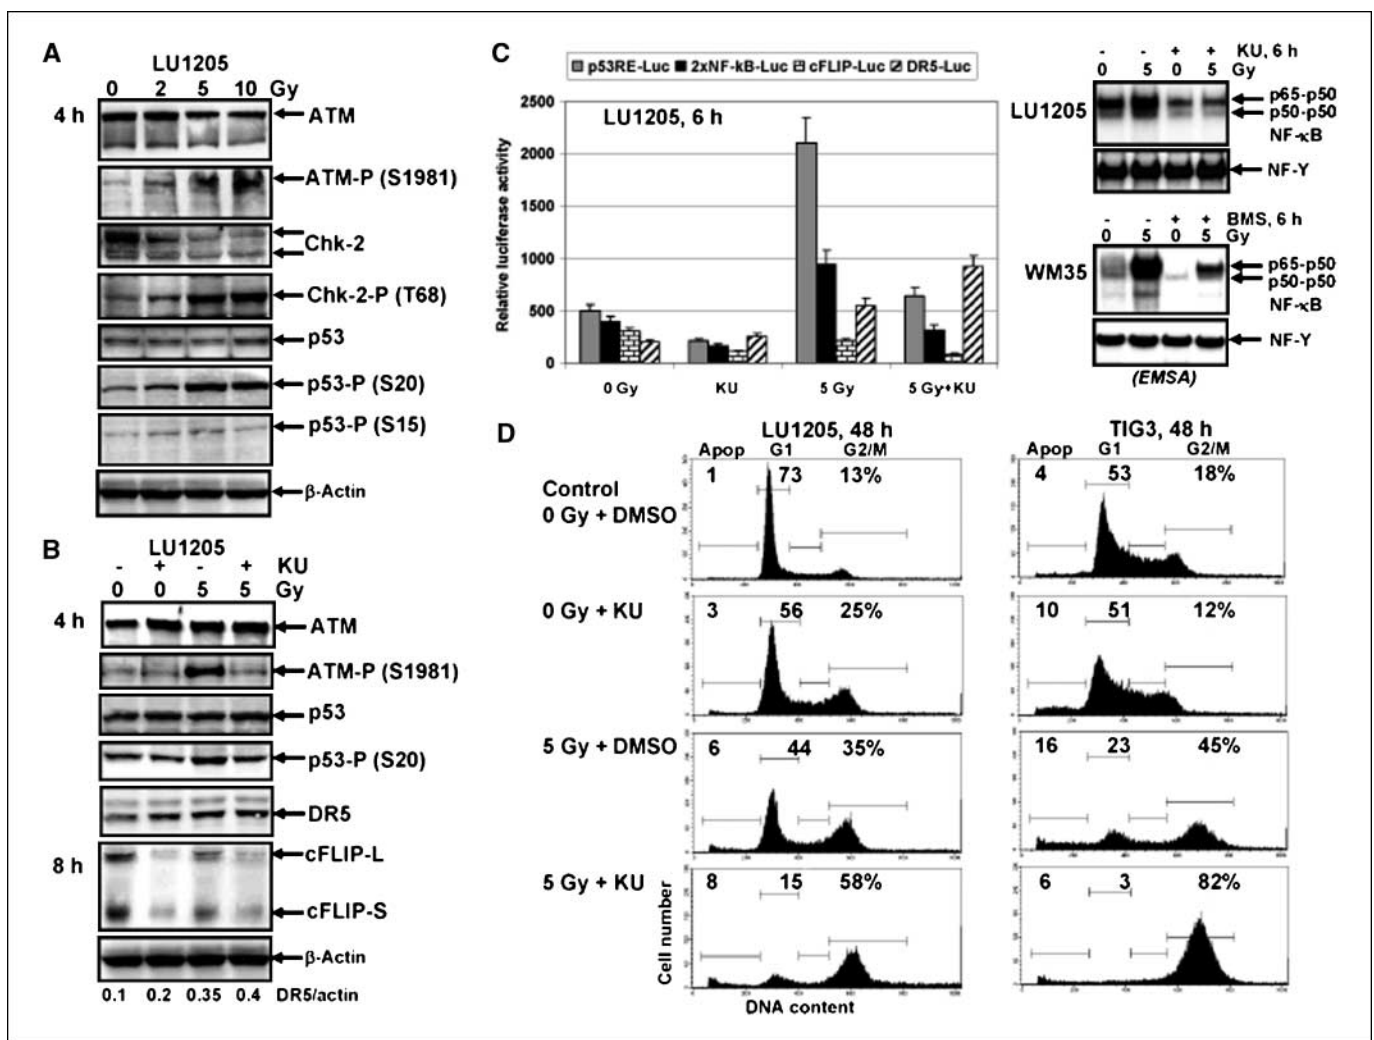 A
LU1205
0 2 5 10 Gy
4 h
ATM
ATM-P (S1981)
Chk-2
Chk-2-P (T68)
p53
p53-P (S20)
p53-P (S15)
β-Actin
B
LU1205
- + - + KU
0 0 5 5 Gy
4 h
ATM
ATM-P (S1981)
p53
p53-P (S20)
DR5
8 h
cFLIP-L
cFLIP-S
β-Actin
0.1 0.2 0.35 0.4 DR5/actin
C
p53RE-Luc 2xNF-kB-Luc cFLIP-Luc DR5-Luc
LU1205, 6 h
Relative luciferase activity
2500
2000
1500
1000
500
0
0 Gy KU 5 Gy 5 Gy+KU
- - + + KU, 6 h
0 5 0 5 Gy
LU1205
p65-p50
p50-p50
NF-κB
NF-Y
- - + + BMS, 6 h
0 5 0 5 Gy
WM35
p65-p50
p50-p50
NF-κB
NF-Y
(EMSA)
D
LU1205, 48 h
Apop G1 G2/M
TIG3, 48 h
Apop G1 G2/M
Control
0 Gy + DMSO
1 73 13%
4 53 18%
0 Gy + KU
3 56 25%
10 51 12%
5 Gy + DMSO
6 44 35%
16 23 45%
5 Gy + KU
8 15 58%
6 3 82%
Cell number
DNA content